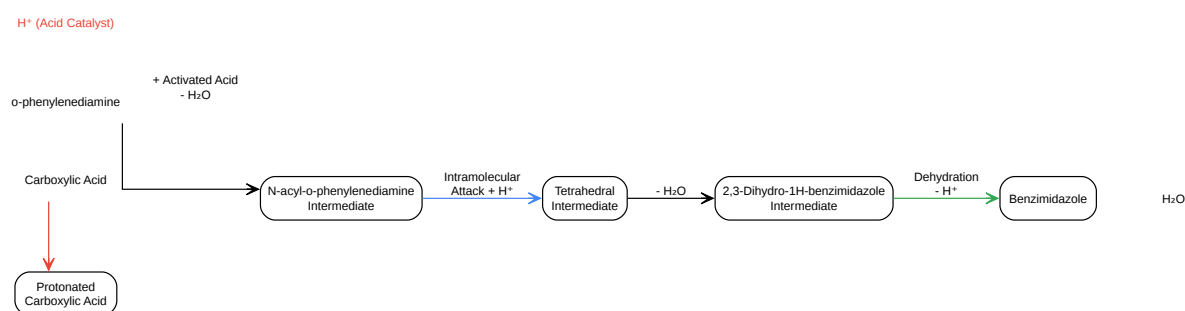 H⁺ (Acid Catalyst)
+ Activated Acid
- H₂O
o-phenylenediamine
Carboxylic Acid
N-acyl-o-phenylenediamine
Intermediate
Intramolecular
Attack + H⁺
Tetrahedral
Intermediate
- H₂O
2,3-Dihydro-1H-benzimidazole
Intermediate
Dehydration
- H⁺
Benzimidazole
H₂O
Protonated
Carboxylic Acid